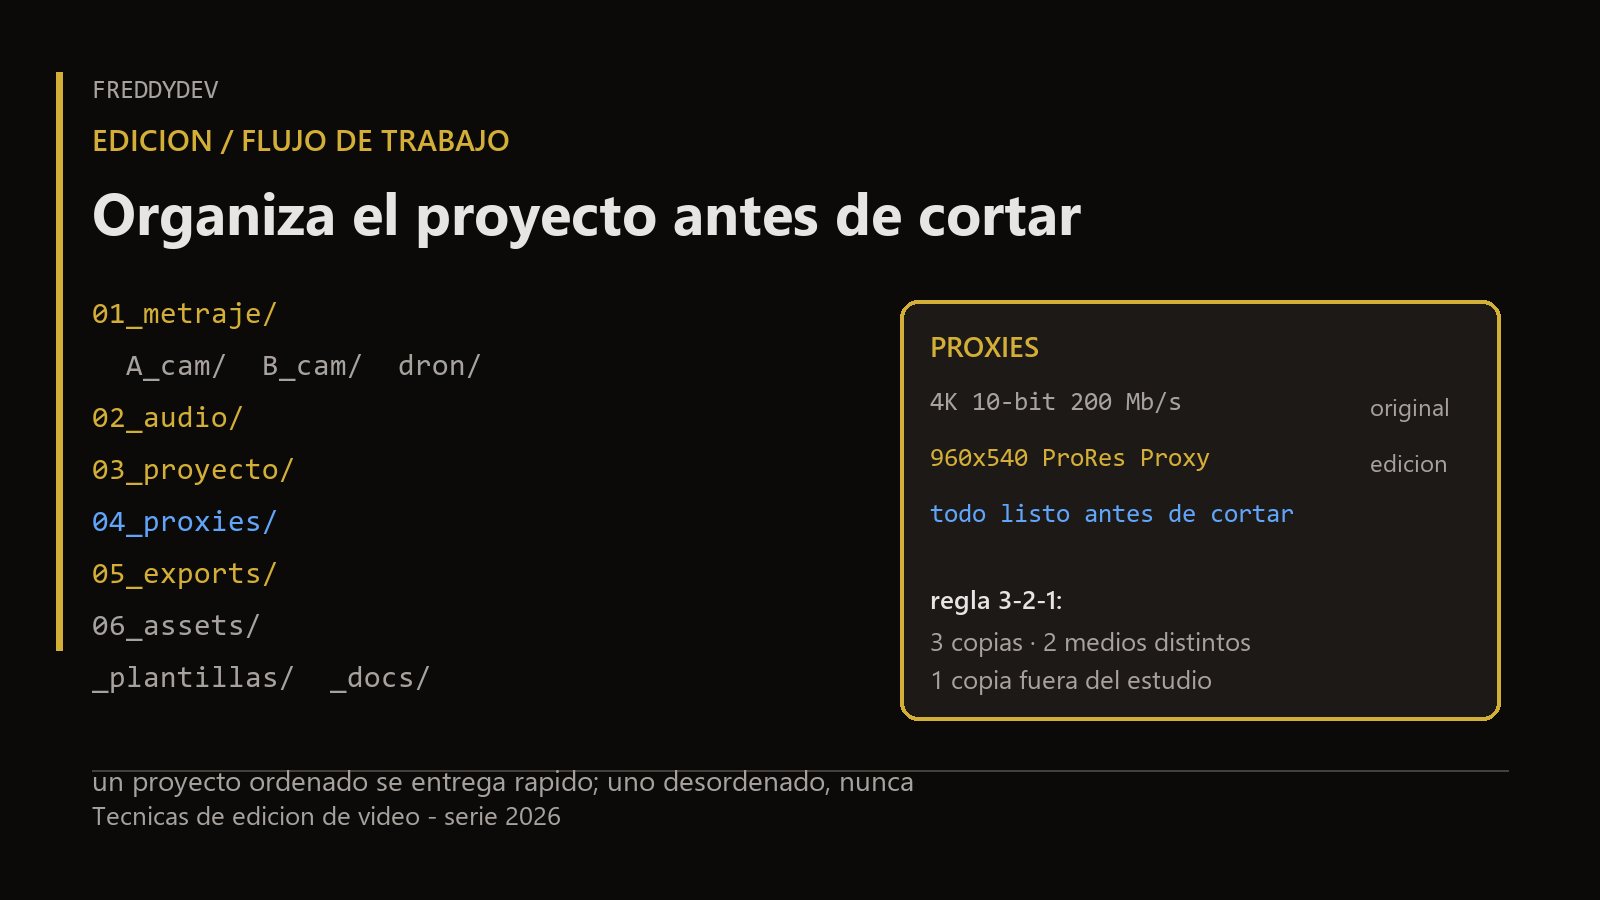 FREDDYDEV
EDICION / FLUJO DE TRABAJO
Organiza el proyecto antes de cortar
01_metraje/
A_cam/  B_cam/  dron/
02_audio/
03_proyecto/
04_proxies/
05_exports/
06_assets/
_plantillas/  _docs/
PROXIES
4K 10-bit 200 Mb/s original
960x540 ProRes Proxy edicion
todo listo antes de cortar
regla 3-2-1:
3 copias · 2 medios distintos
1 copia fuera del estudio
un proyecto ordenado se entrega rapido; uno desordenado, nunca
Tecnicas de edicion de video - serie 2026